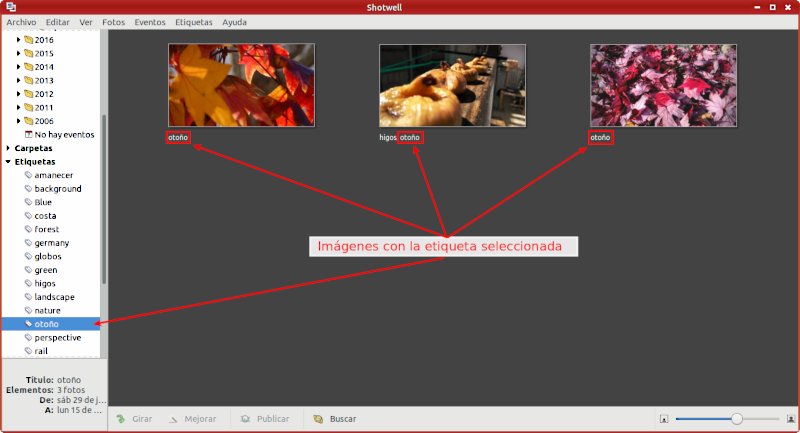 Shotwell
Archivo Editar Ver Fotos Eventos Etiquetas Ayuda
2016
2015
2014
2013
2012
2011
2006
No hay eventos
Carpetas
Etiquetas
amanecer
background
Blue
costa
forest
germany
globos
green
higos
landscape
nature
otoño
perspective
rail
otoño
higos otoño
otoño
Imágenes con la etiqueta seleccionada
Título: otoño
Elementos: 3 fotos
De: sáb 29 de j...
A: lun 15 de ...
Girar Mejorar Publicar Buscar